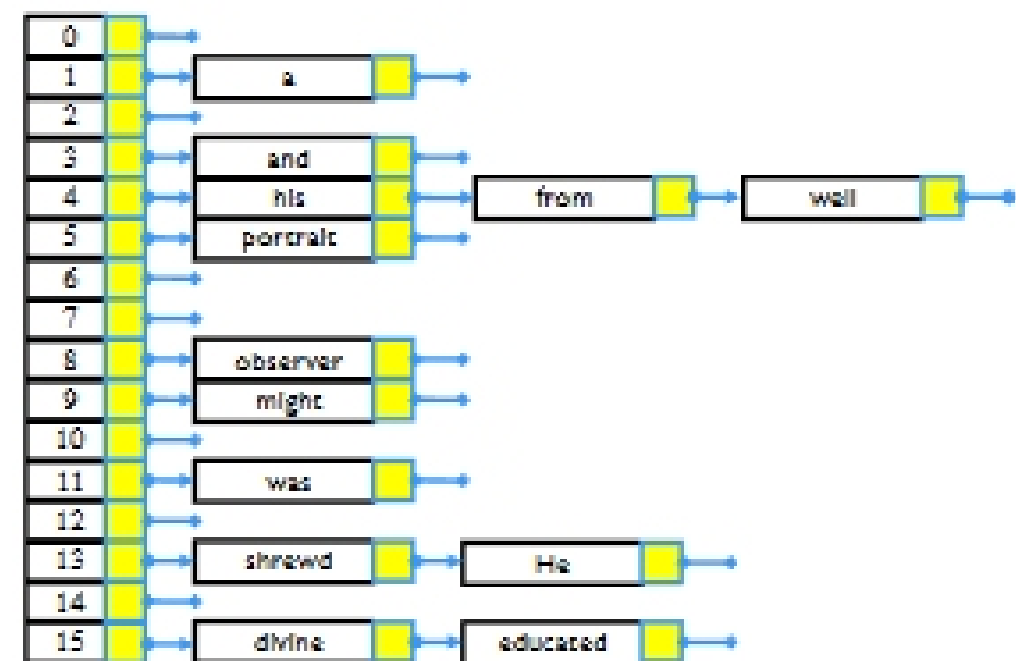 0
1 a
2
3 and
4 his from well
5 portrait
6
7
8 observer
9 might
10
11 was
12
13 shrewd He
14
15 divine educated